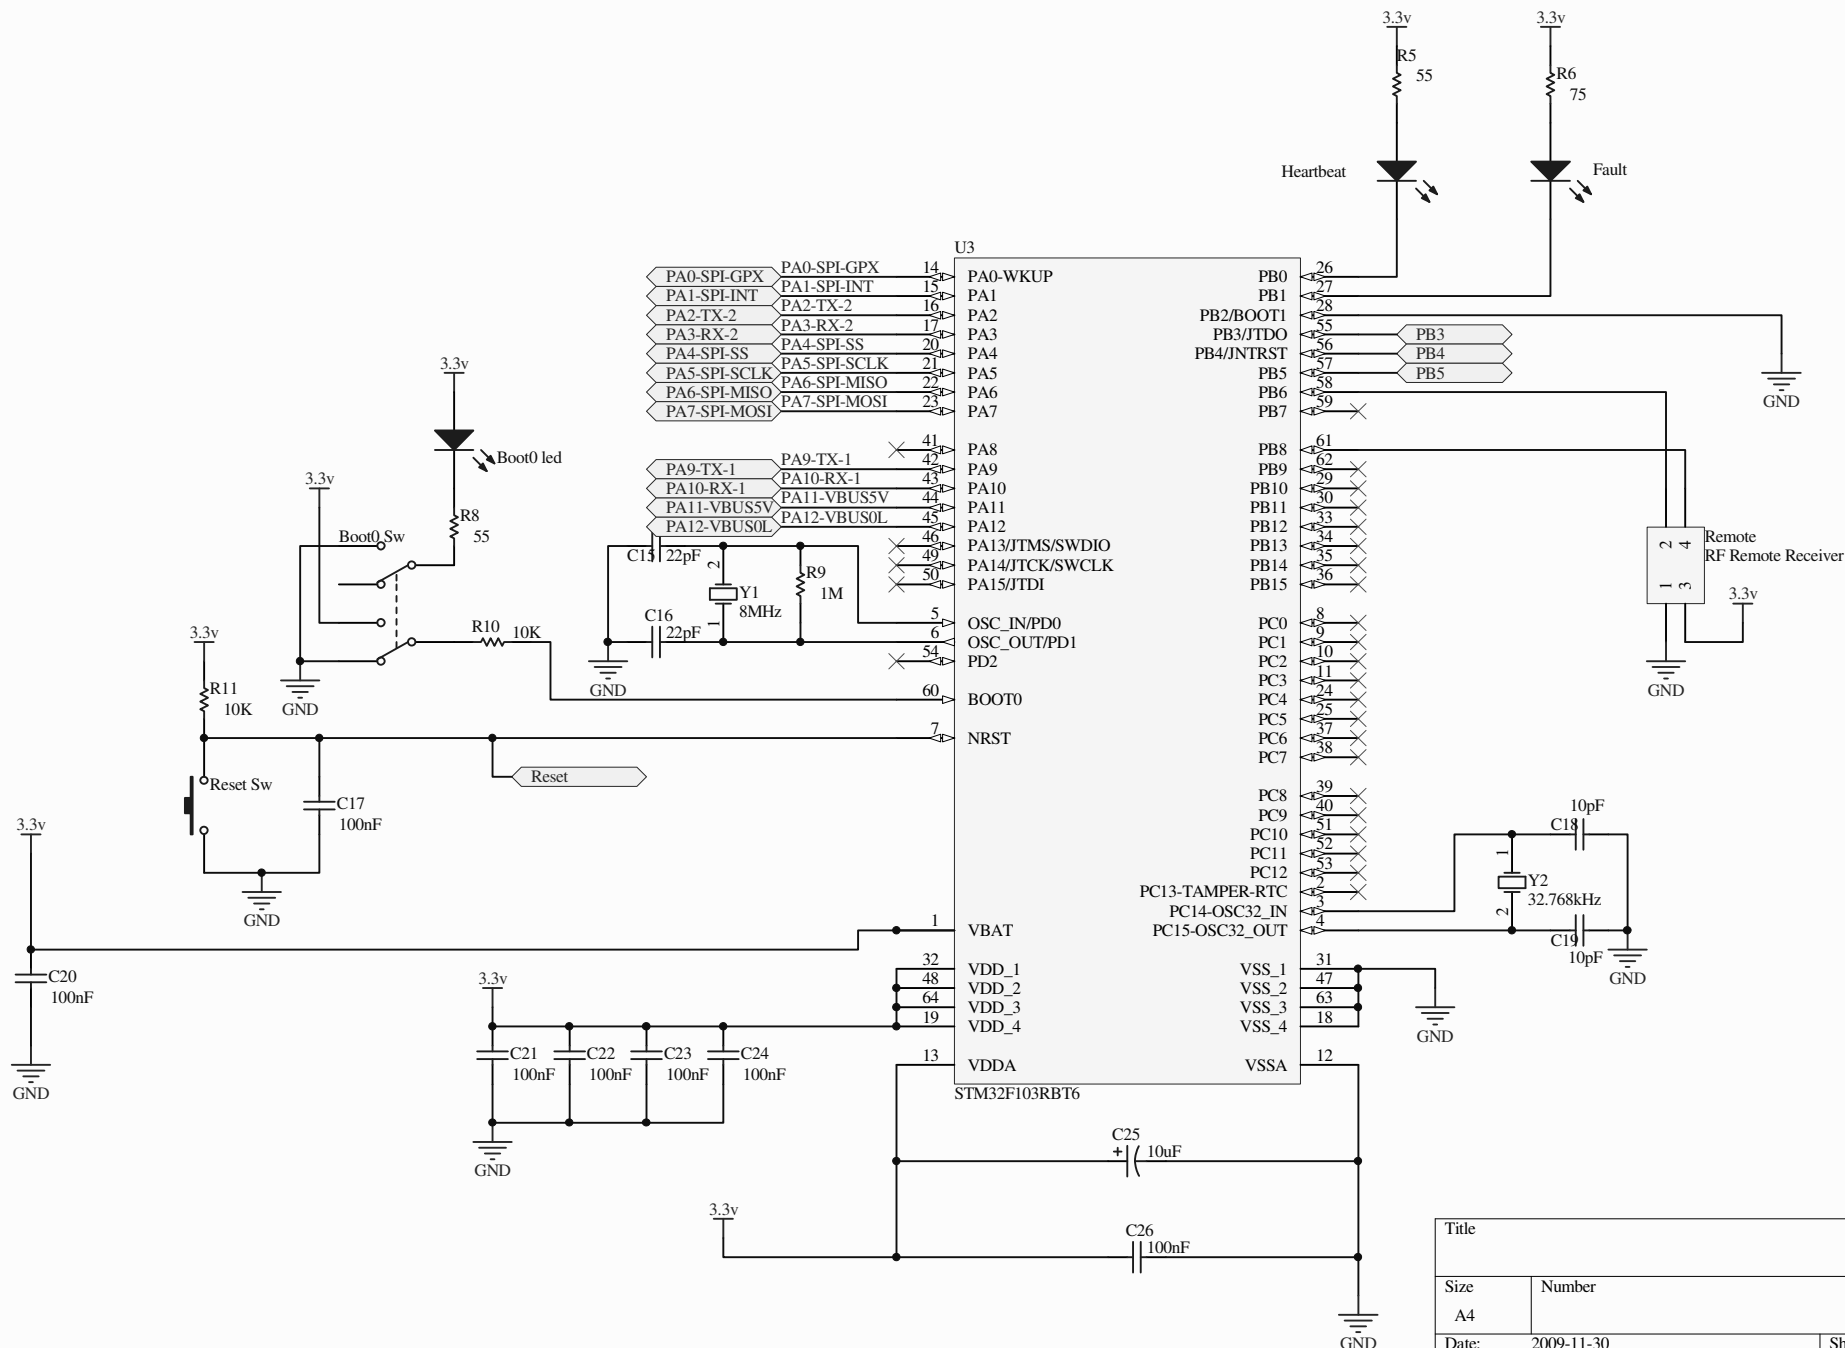 3.3v
3.3v
R5
55
R6
75
Heartbeat
Fault
U3
PA0-SPI-GPX PA0-SPI-GPX 14 PA0-WKUP PB0 26
PA1-SPI-INT PA1-SPI-INT 15 PA1 PB1 27
PA2-TX-2 PA2-TX-2 16 PA2 PB2/BOOT1 28
PA3-RX-2 PA3-RX-2 17 PA3 PB3/JTDO 55 PB3
PA4-SPI-SS PA4-SPI-SS 20 PA4 PB4/JNTRST 56 PB4
PA5-SPI-SCLK PA5-SPI-SCLK 21 PA5 PB5 57 PB5
PA6-SPI-MISO PA6-SPI-MISO 22 PA6 PB6 58
PA7-SPI-MOSI PA7-SPI-MOSI 23 PA7 PB7 59
GND
3.3v
Boot0 led
41 PA8 PB8 61
PA9-TX-1 PA9-TX-1 42 PA9 PB9 62
PA10-RX-1 PA10-RX-1 43 PA10 PB10 29
PA11-VBUS5V PA11-VBUS5V 44 PA11 PB11 30
PA12-VBUS0L PA12-VBUS0L 45 PA12 PB12 33
46 PA13/JTMS/SWDIO PB13 34
49 PA14/JTCK/SWCLK PB14 35
50 PA15/JTDI PB15 36
3.3v
R8
55
Boot0 Sw
C15 22pF
2
Y1
8MHz
1
R9
1M
C16
22pF
GND
2 4
1 3
Remote
RF Remote Receiver
3.3v
GND
5 OSC_IN/PD0 PC0 8
6 OSC_OUT/PD1 PC1 9
54 PD2 PC2 10
PC3 11
60 BOOT0 PC4 24
PC5 25
7 NRST PC6 37
PC7 38
3.3v
R10 10K
GND
R11
10K
Reset Sw
Reset
C17
100nF
GND
PC8 39
PC9 40
PC10 51
PC11 52
PC12 53
PC13-TAMPER-RTC 2
PC14-OSC32_IN 3
1 VBAT PC15-OSC32_OUT 4
10pF
C18
1
Y2
32.768kHz
2
C19
10pF
GND
3.3v
C20
100nF
GND
32 VDD_1 VSS_1 31
48 VDD_2 VSS_2 47
64 VDD_3 VSS_3 63
19 VDD_4 VSS_4 18
13 VDDA VSSA 12
GND
3.3v
C21
100nF
C22
100nF
C23
100nF
C24
100nF
GND
STM32F103RBT6
C25
+ 10uF
3.3v
C26
100nF
GND
Title
Size Number
A4
Date: 2009-11-30 Sh